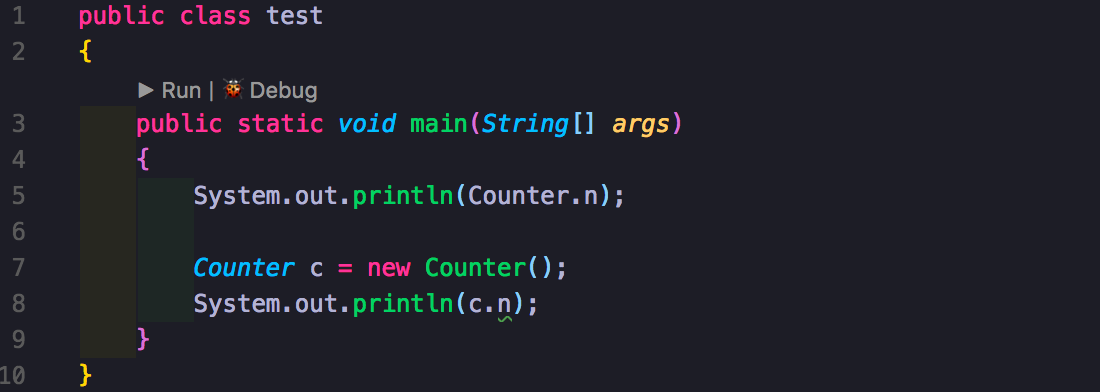 1 public class test
2 {
▶ Run | 🐞 Debug
3 public static void main(String[] args)
4 {
5 System.out.println(Counter.n);
6
7 Counter c = new Counter();
8 System.out.println(c.n);
9 }
10 }